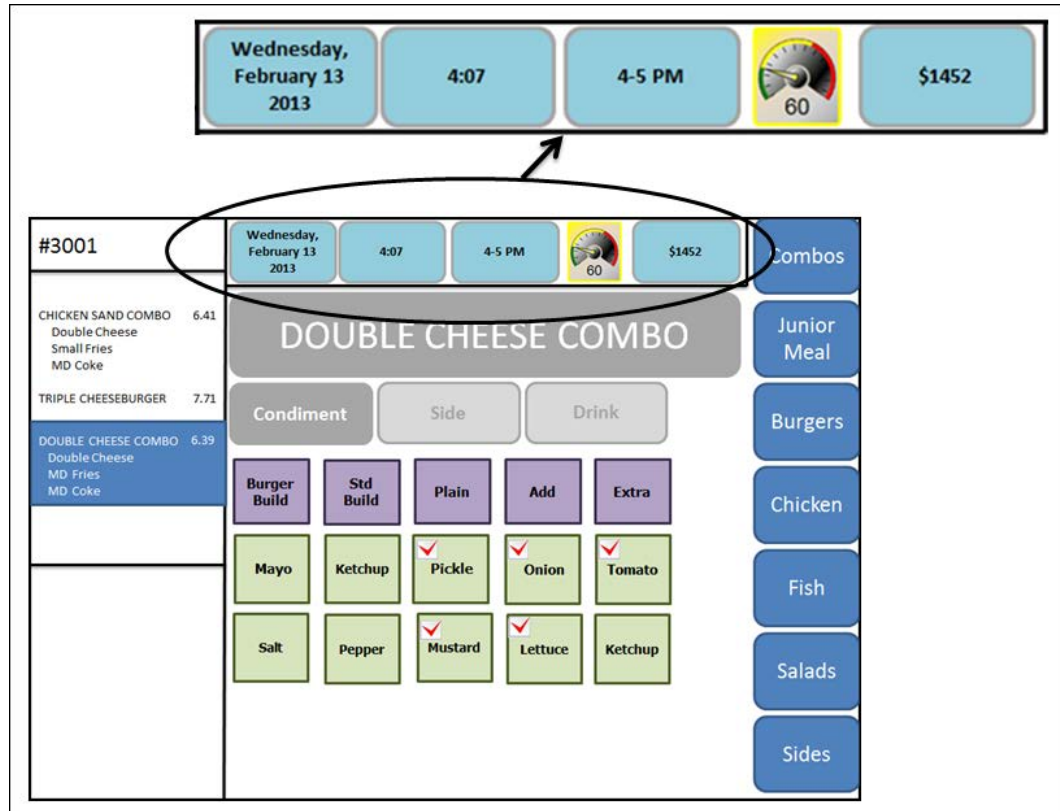 Wednesday,
February 13
2013
4:07
4-5 PM
60
$1452
#3001
CHICKEN SAND COMBO 6.41
Double Cheese
Small Fries
MD Coke
TRIPLE CHEESEBURGER 7.71
DOUBLE CHEESE COMBO 6.39
Double Cheese
MD Fries
MD Coke
Wednesday,
February 13
2013
4:07
4-5 PM
60
$1452
DOUBLE CHEESE COMBO
Condiment
Side
Drink
Burger
Build
Std
Build
Plain
Add
Extra
Mayo
Ketchup
Pickle
Onion
Tomato
Salt
Pepper
Mustard
Lettuce
Ketchup
Combos
Junior
Meal
Burgers
Chicken
Fish
Salads
Sides